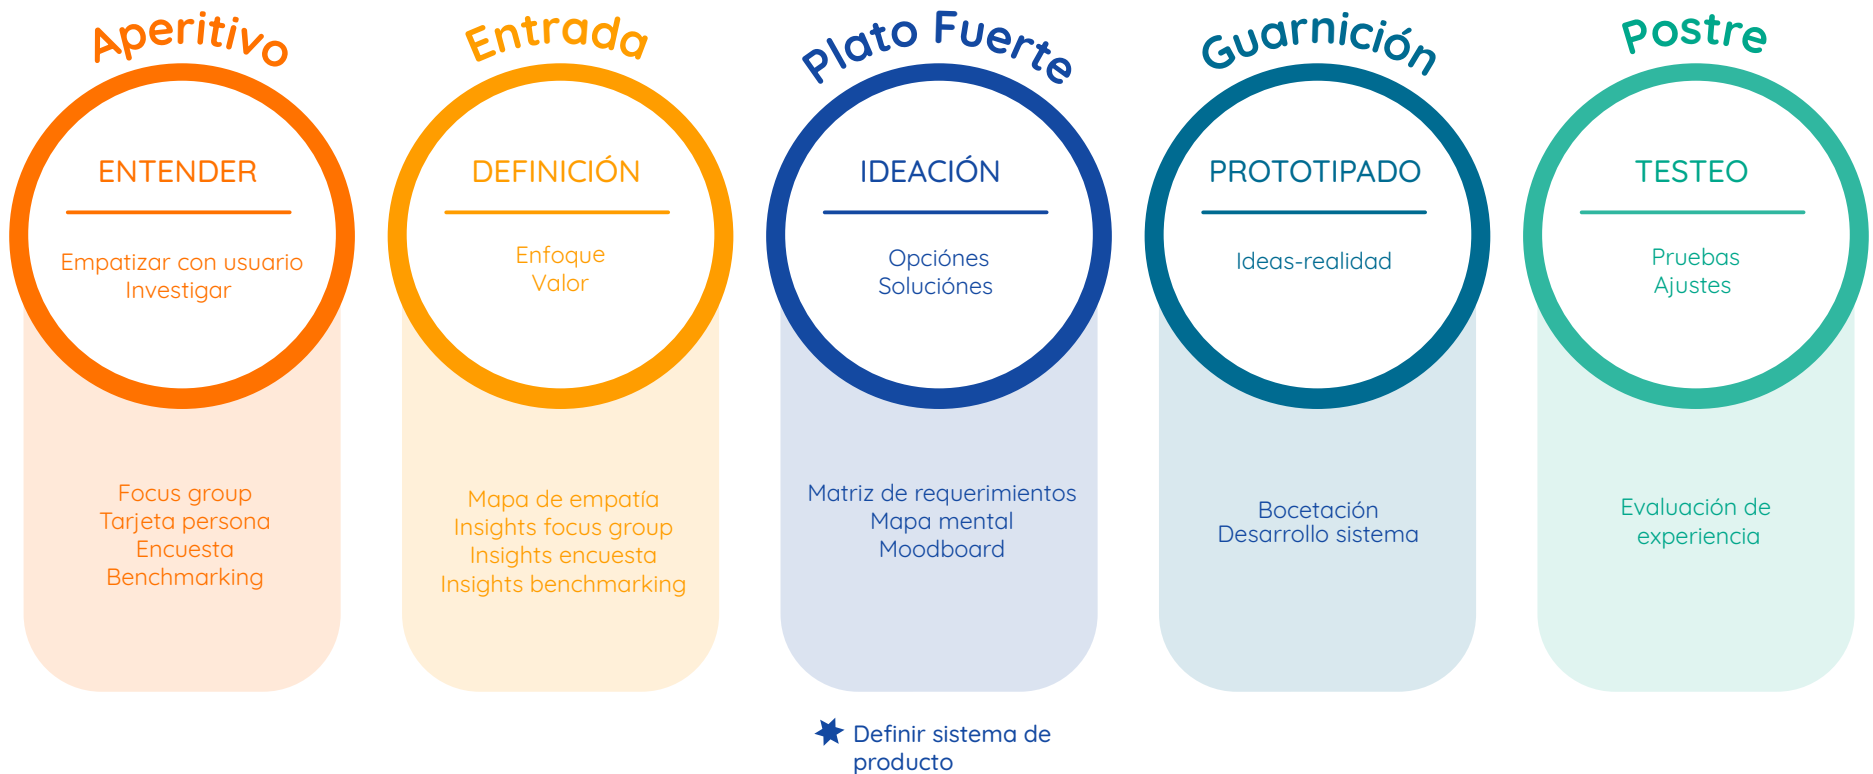 Aperitivo
ENTENDER
Empatizar con usuario
Investigar
Focus group
Tarjeta persona
Encuesta
Benchmarking
Entrada
DEFINICIÓN
Enfoque
Valor
Mapa de empatía
Insights focus group
Insights encuesta
Insights benchmarking
Plato Fuerte
IDEACIÓN
Opciónes
Soluciónes
Matriz de requerimientos
Mapa mental
Moodboard
Definir sistema de
producto
Guarnición
PROTOTIPADO
Ideas-realidad
Bocetación
Desarrollo sistema
Postre
TESTEO
Pruebas
Ajustes
Evaluación de
experiencia